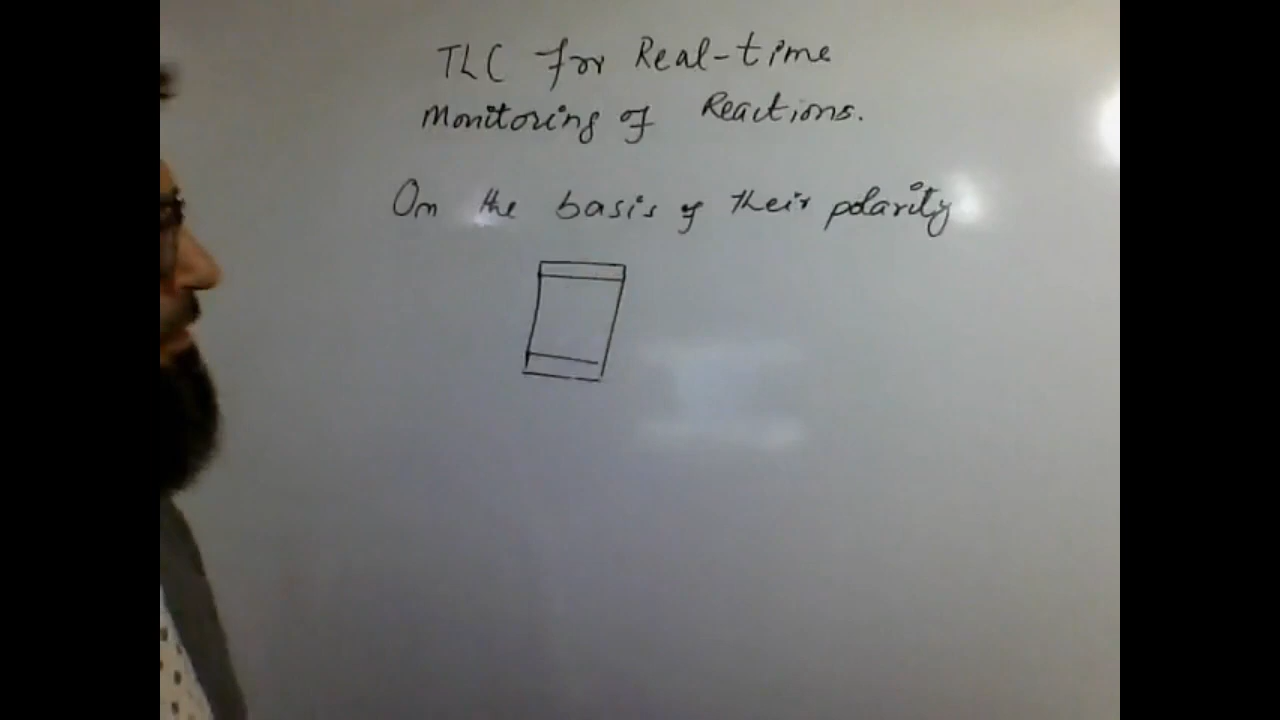 TLC for Real-time
Monitoring of Reactions.
On the basis of their polarity